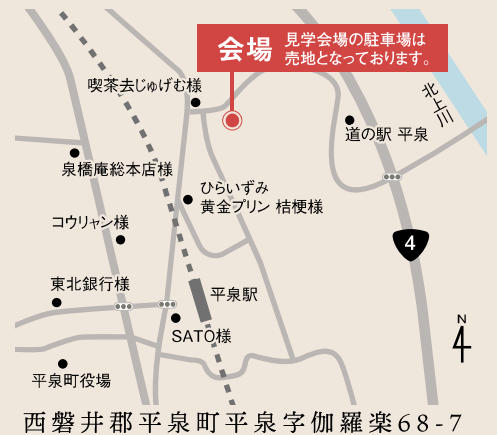 会場
見学会場の駐車場は
売地となっております。
喫茶去じゅげむ様
北上川
道の駅 平泉
泉橋庵総本店様
ひらいずみ
黄金プリン 桔梗様
コウリャン様
4
東北銀行様
平泉駅
SATO様
N
平泉町役場
西磐井郡平泉町平泉字伽羅楽68-7